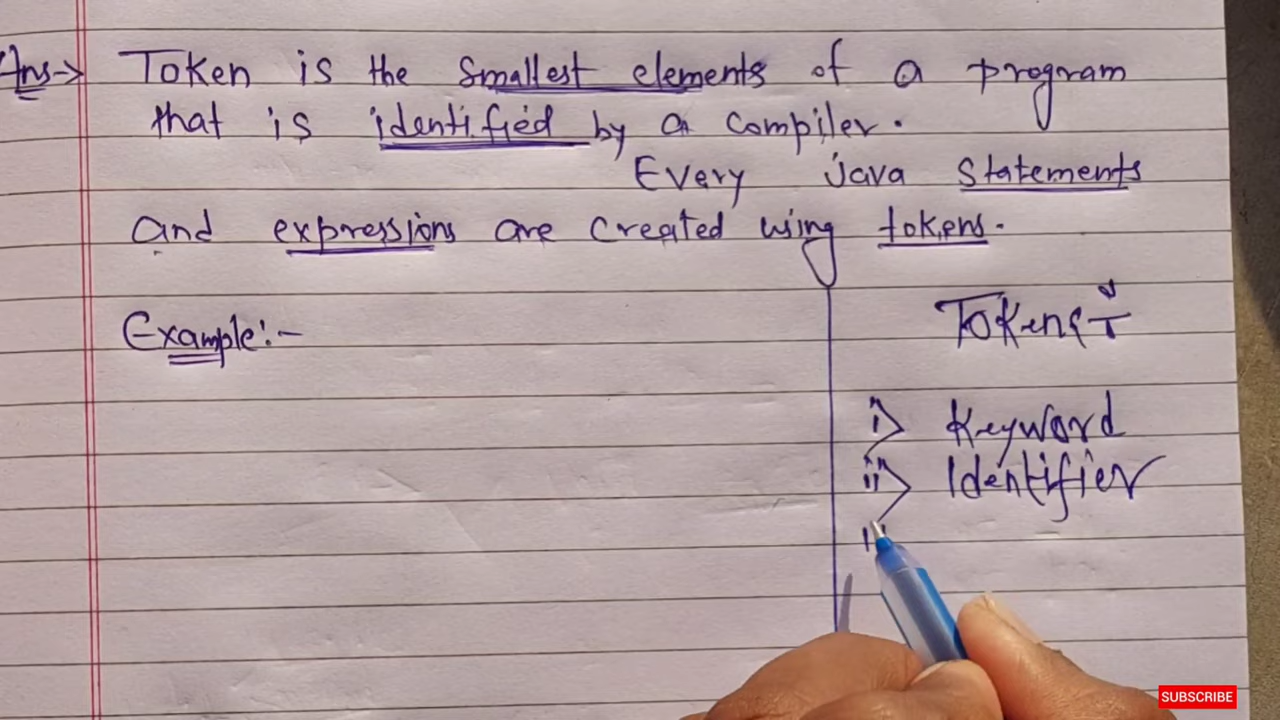 Ans->
Token is the smallest elements of a program
that is identified by a compiler.
Every java statements
and expressions are created using tokens.
Example:-
Tokens
i> Keyword
ii> Identifier
SUBSCRIBE